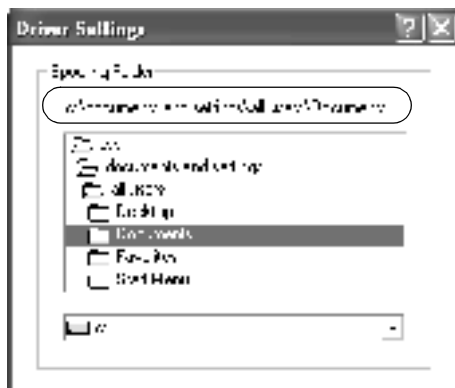 Driver Settings
Spooling Folder
c:\documents and settings\all users\Documents
c:\
documents and settings
all users
Desktop
Documents
Favorites
Start Menu
c: